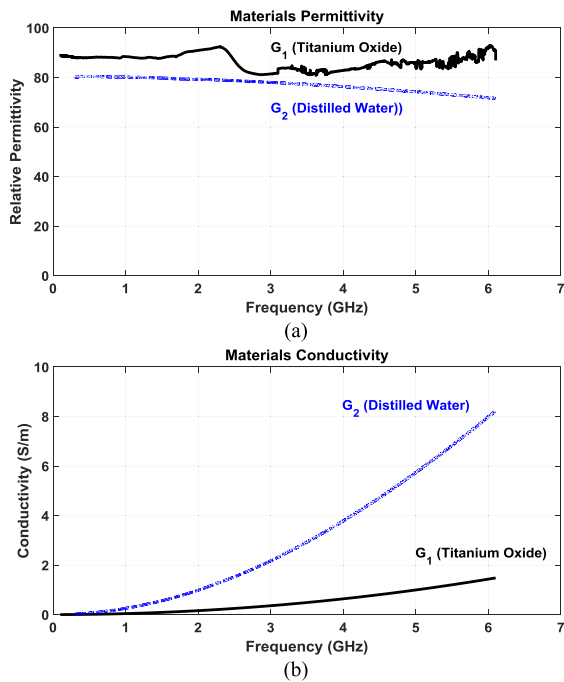 Materials Permittivity
100
80
60
40
20
0
Relative Permittivity
G1 (Titanium Oxide)
G2 (Distilled Water))
0 1 2 3 4 5 6 7
Frequency (GHz)
(a)
Materials Conductivity
10
8
6
4
2
0
Conductivity (S/m)
G2 (Distilled Water)
G1 (Titanium Oxide)
0 1 2 3 4 5 6 7
Frequency (GHz)
(b)